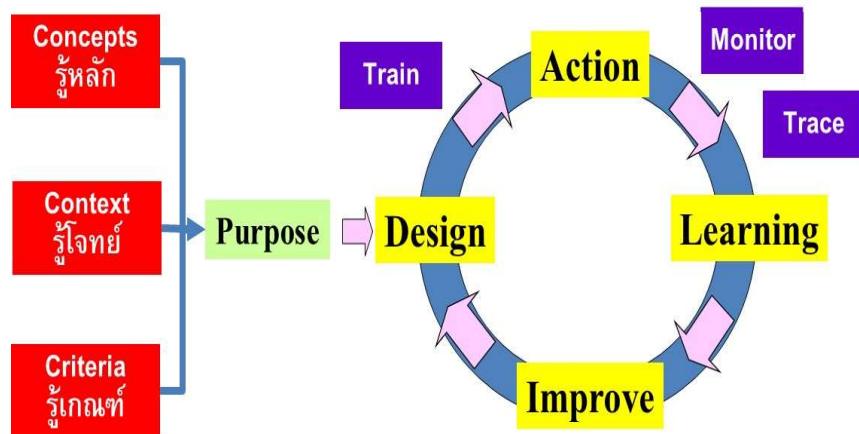 Concepts
รู้หลัก
Context
รู้โจทย์
Criteria
รู้เกณฑ์
Purpose
Design
Train
Action
Monitor
Trace
Learning
Improve